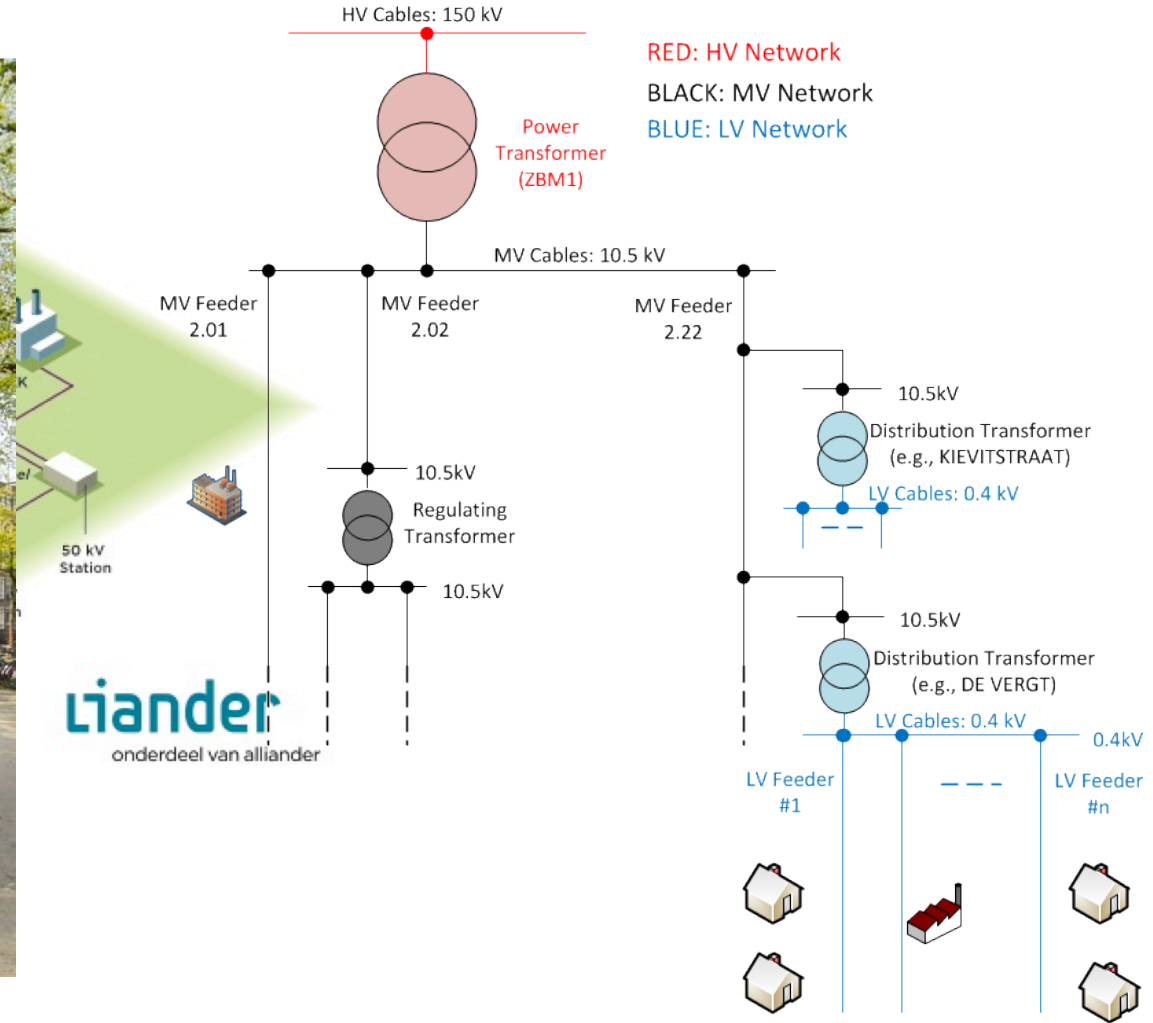 HV Cables: 150 kV
RED: HV Network
BLACK: MV Network
BLUE: LV Network
Power
Transformer
(ZBM1)
MV Cables: 10.5 kV
MV Feeder
2.01
MV Feeder
2.02
MV Feeder
2.22
10.5kV
Distribution Transformer
(e.g., KIEVITSTRAAT)
LV Cables: 0.4 kV
10.5kV
Regulating
Transformer
10.5kV
50 kV
Station
10.5kV
Distribution Transformer
(e.g., DE VERGT)
LV Cables: 0.4 kV
0.4kV
liander
onderdeel van alliander
LV Feeder
#1
LV Feeder
#n